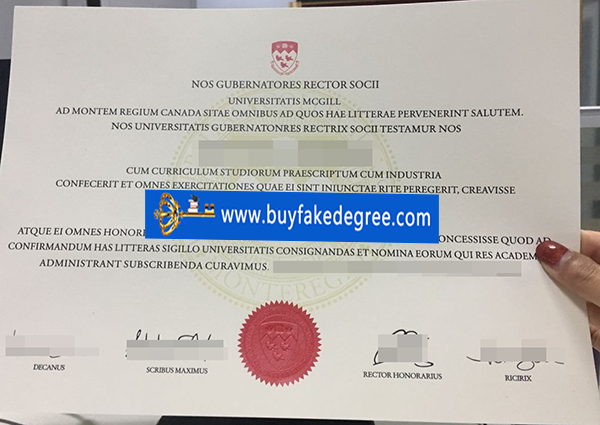 NOS GUBERNATORES RECTOR SOCII
UNIVERSITATIS MCGILL
AD MONTEM REGIUM CANADA SITAE OMNIBUS AD QUOS HAE LITTERAE PERVENERINT SALUTEM.
NOS UNIVERSITATIS GUBERNATONRES RECTRIX SOCII TESTAMUR NOS
CUM CURRICULUM STUDIORUM PRAESCRIPTUM CUM INDUSTRIA
CONFECERIT ET OMNES EXERCITATIONES QUAE EI SINT INIUNCTAE RITE PEREGERIT, CREAVISSE
www.buyfakedegree.com
ATQUE EI OMNES HONORI CONCESSISSE QUOD AD
CONFIRMANDUM HAS LITTERAS SIGILLO UNIVERSITATIS CONSIGNANDAS ET NOMINA EORUM QUI RES ACADEM
ADMINISTRANT SUBSCRIBENDA CURAVIMUS.
DECANUS
SCRIBUS MAXIMUS
RECTOR HONORARIUS
RICIRIX